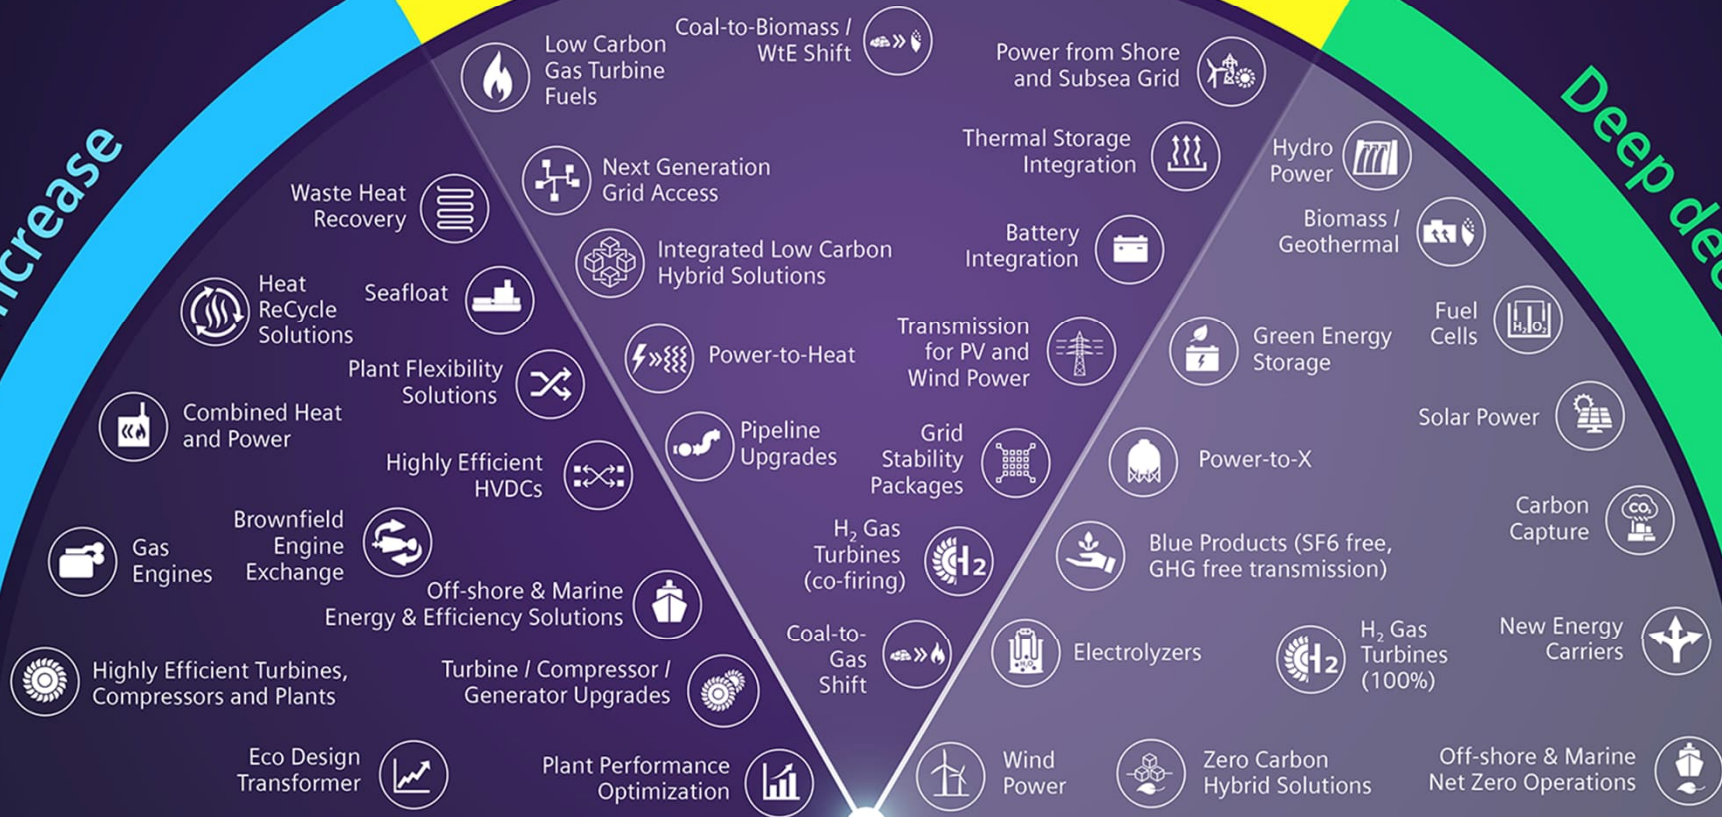 ncrease
Deep dec
Waste Heat
Recovery
Heat
ReCycle
Solutions
Seafloat
Plant Flexibility
Solutions
Combined Heat
and Power
Highly Efficient
HVDCs
Gas
Engines
Brownfield
Engine
Exchange
Off-shore & Marine
Energy & Efficiency Solutions
Highly Efficient Turbines,
Compressors and Plants
Turbine / Compressor /
Generator Upgrades
Eco Design
Transformer
Plant Performance
Optimization
Low Carbon
Gas Turbine
Fuels
Coal-to-Biomass /
WtE Shift
Power from Shore
and Subsea Grid
Next Generation
Grid Access
Thermal Storage
Integration
Integrated Low Carbon
Hybrid Solutions
Battery
Integration
Power-to-Heat
Transmission
for PV and
Wind Power
Pipeline
Upgrades
Grid
Stability
Packages
H₂ Gas
Turbines
(co-firing)
H2
Coal-to-
Gas
Shift
Hydro
Power
Biomass /
Geothermal
Fuel
Cells
H₂ O₂
Green Energy
Storage
Solar Power
Power-to-X
Carbon
Capture
CO₂
Blue Products (SF6 free,
GHG free transmission)
Electrolyzers
H₂O
H₂ Gas
Turbines
(100%)
H2
New Energy
Carriers
Wind
Power
Zero Carbon
Hybrid Solutions
Off-shore & Marine
Net Zero Operations